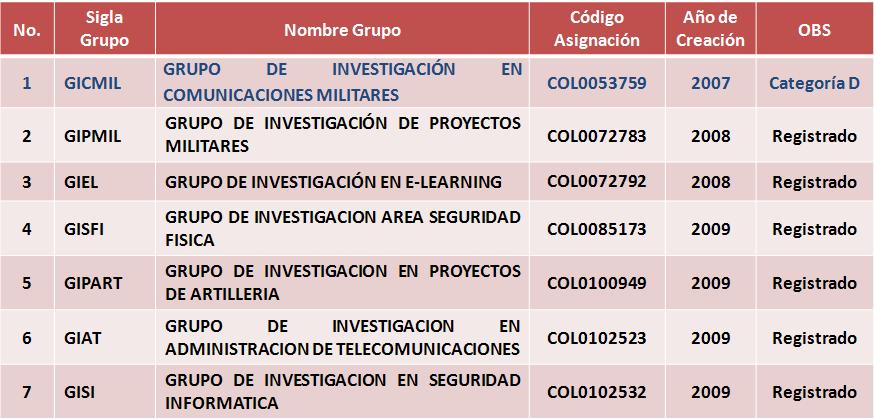 No. Sigla Grupo Nombre Grupo Código Asignación Año de Creación OBS
1 GICMIL GRUPO DE INVESTIGACIÓN EN COMUNICACIONES MILITARES COL0053759 2007 Categoría D
2 GIPMIL GRUPO DE INVESTIGACIÓN DE PROYECTOS MILITARES COL0072783 2008 Registrado
3 GIEL GRUPO DE INVESTIGACIÓN EN E-LEARNING COL0072792 2008 Registrado
4 GISFI GRUPO DE INVESTIGACION AREA SEGURIDAD FISICA COL0085173 2009 Registrado
5 GIPART GRUPO DE INVESTIGACION EN PROYECTOS DE ARTILLERIA COL0100949 2009 Registrado
6 GIAT GRUPO DE INVESTIGACION EN ADMINISTRACION DE TELECOMUNICACIONES COL0102523 2009 Registrado
7 GISI GRUPO DE INVESTIGACION EN SEGURIDAD INFORMATICA COL0102532 2009 Registrado